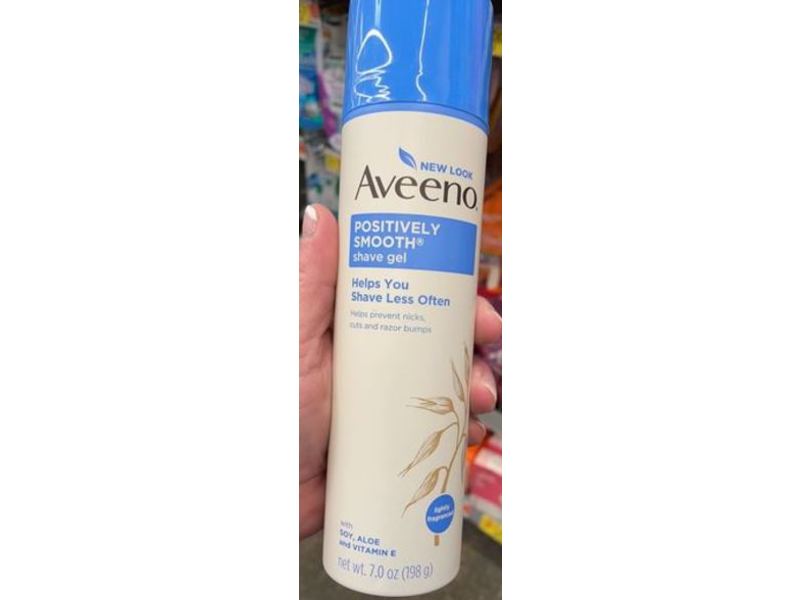 NEW LOOK
Aveeno®
POSITIVELY
SMOOTH®
shave gel
Helps You
Shave Less Often
Helps prevent nicks,
cuts and razor bumps
lightly
fragranced
with
SOY, ALOE
and VITAMIN E
net wt. 7.0 oz (198 g)